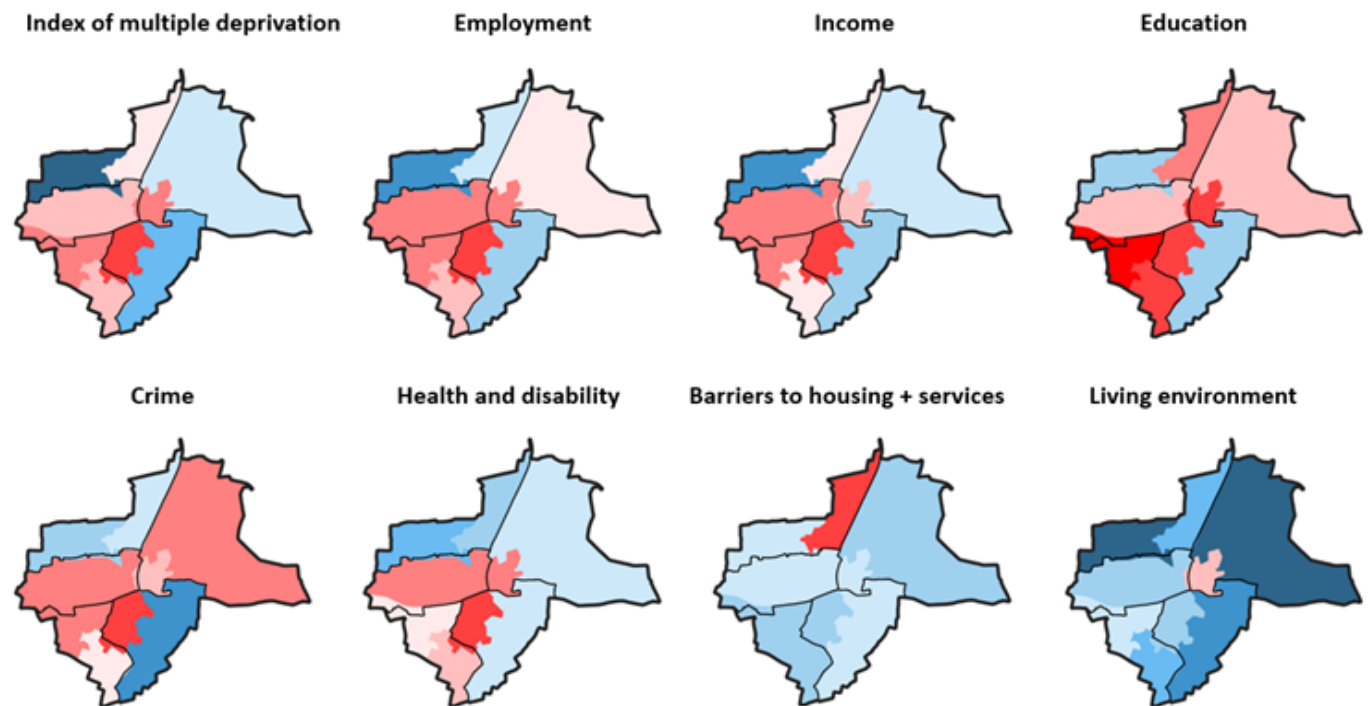 Index of multiple deprivation
Employment
Income
Education
Crime
Health and disability
Barriers to housing + services
Living environment